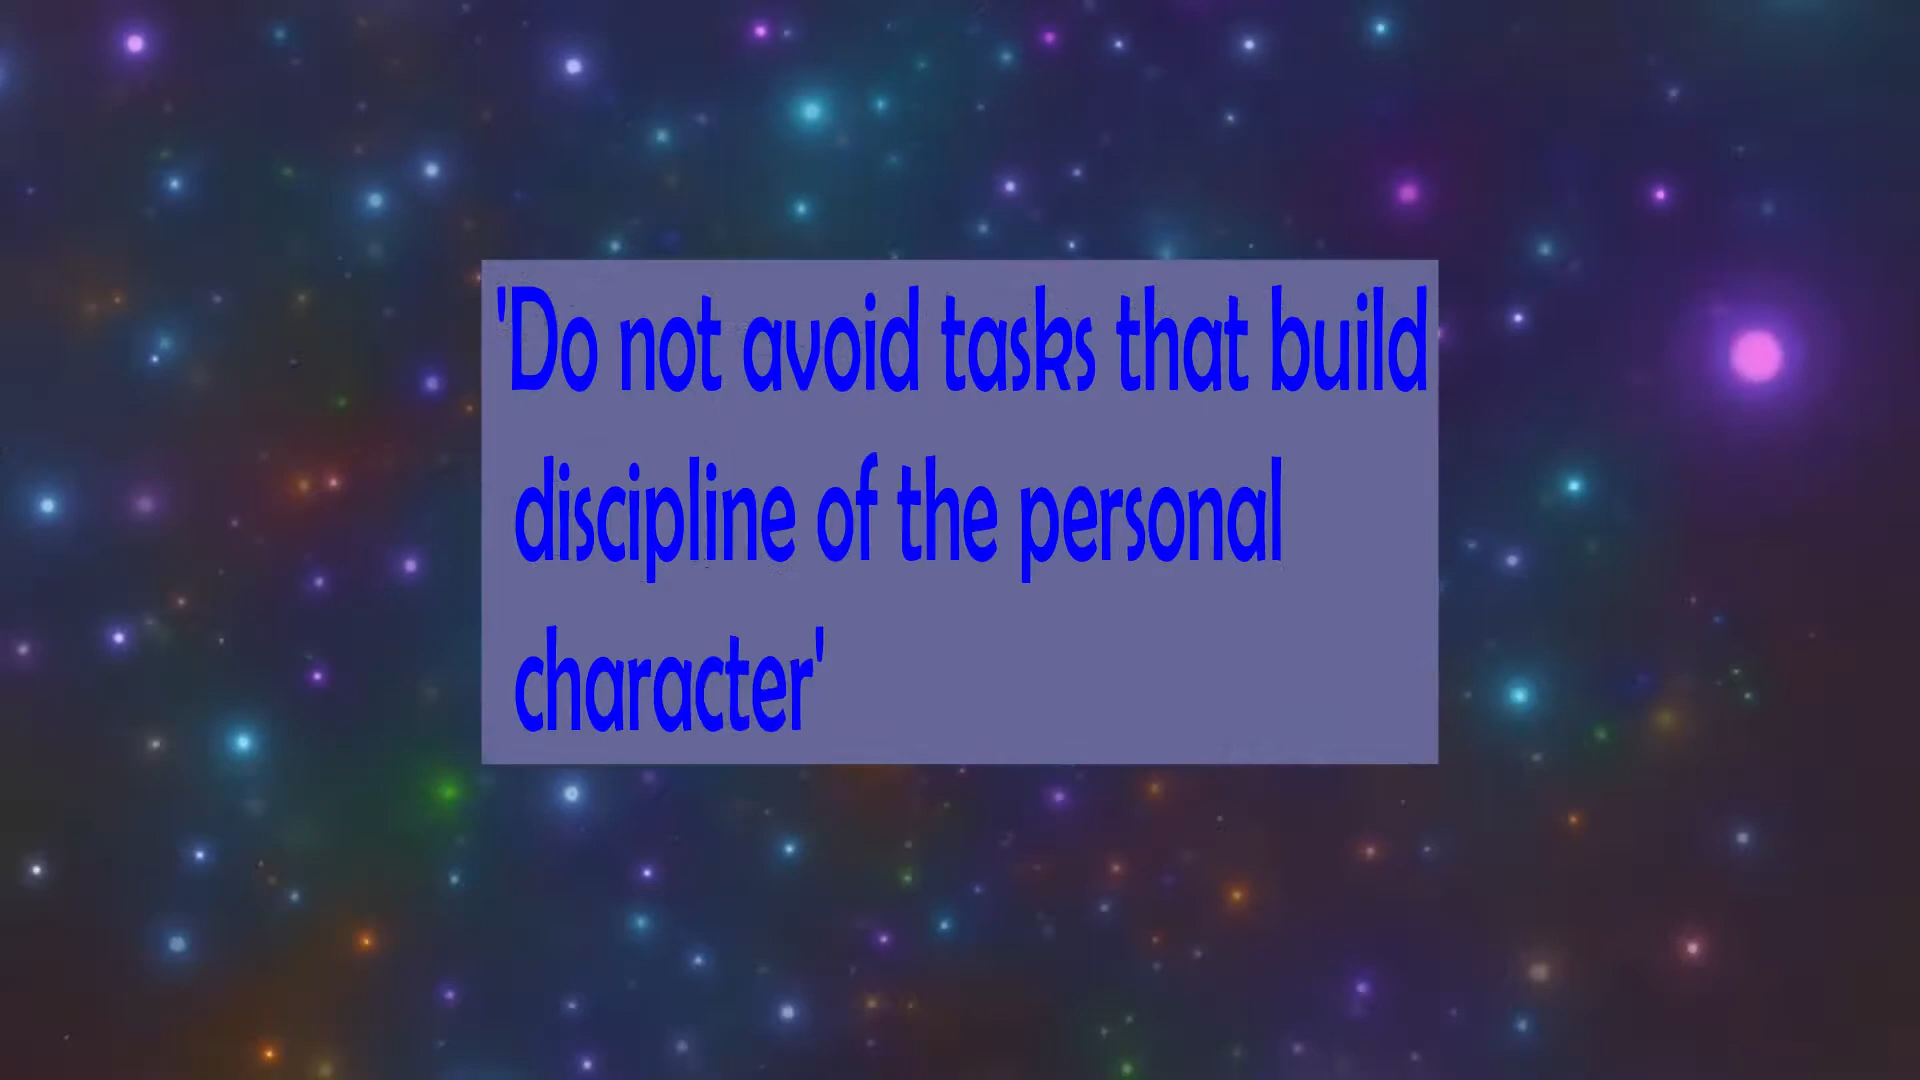 'Do not avoid tasks that build
discipline of the personal
character'